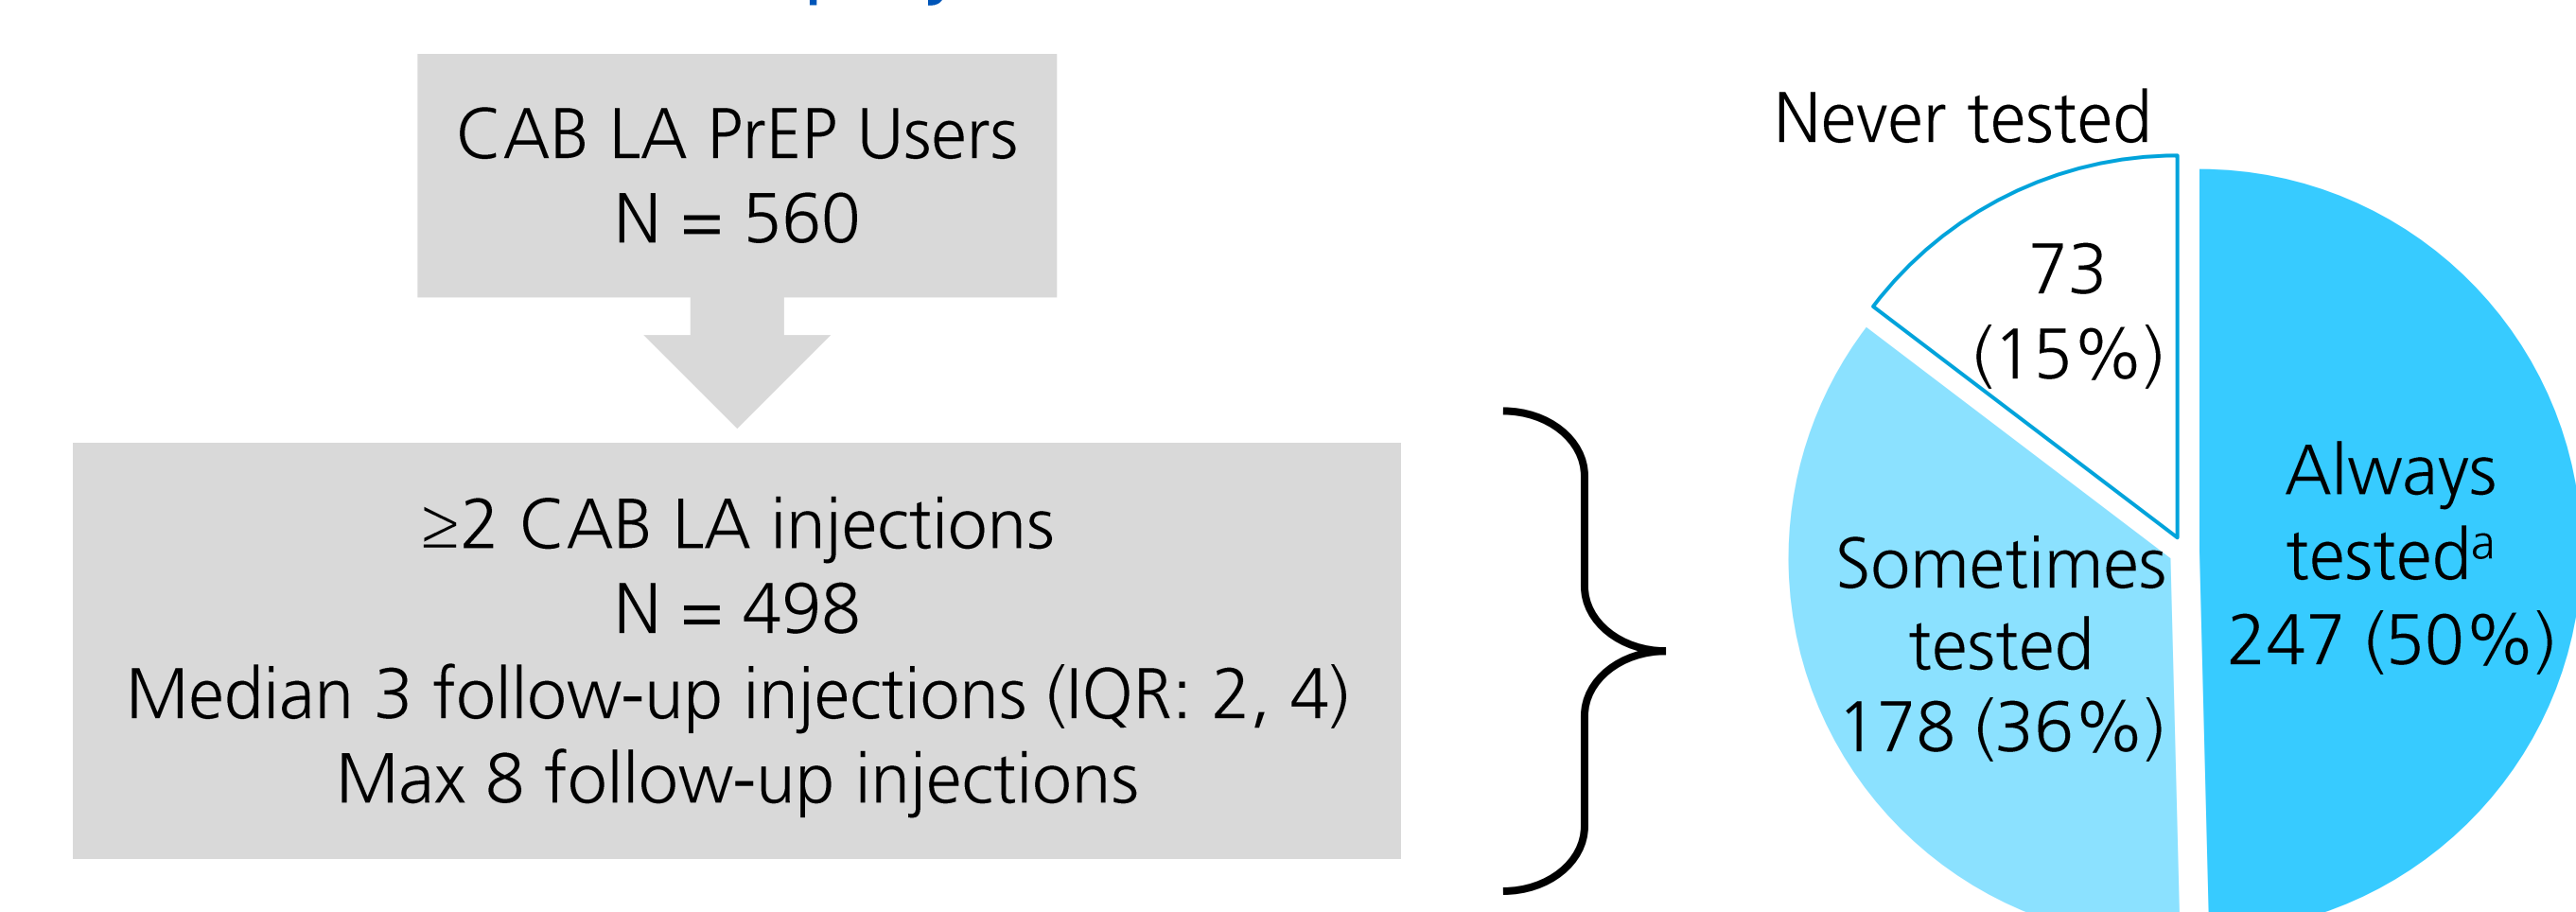 CAB LA PrEP Users
N = 560
≥2 CAB LA injections
N = 498
Median 3 follow-up injections (IQR: 2, 4)
Max 8 follow-up injections
Never tested
73
(15%)
Always
testedᵃ
247 (50%)
Sometimes
tested
178 (36%)